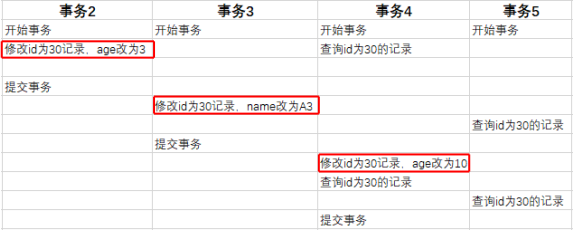 事务2 事务3 事务4 事务5
开始事务 开始事务 开始事务 开始事务
修改id为30记录，age改为3 查询id为30的记录
提交事务
修改id为30记录，name改为A3
查询id为30的记录
提交事务
修改id为30记录，age改为10
查询id为30的记录
查询id为30的记录
提交事务